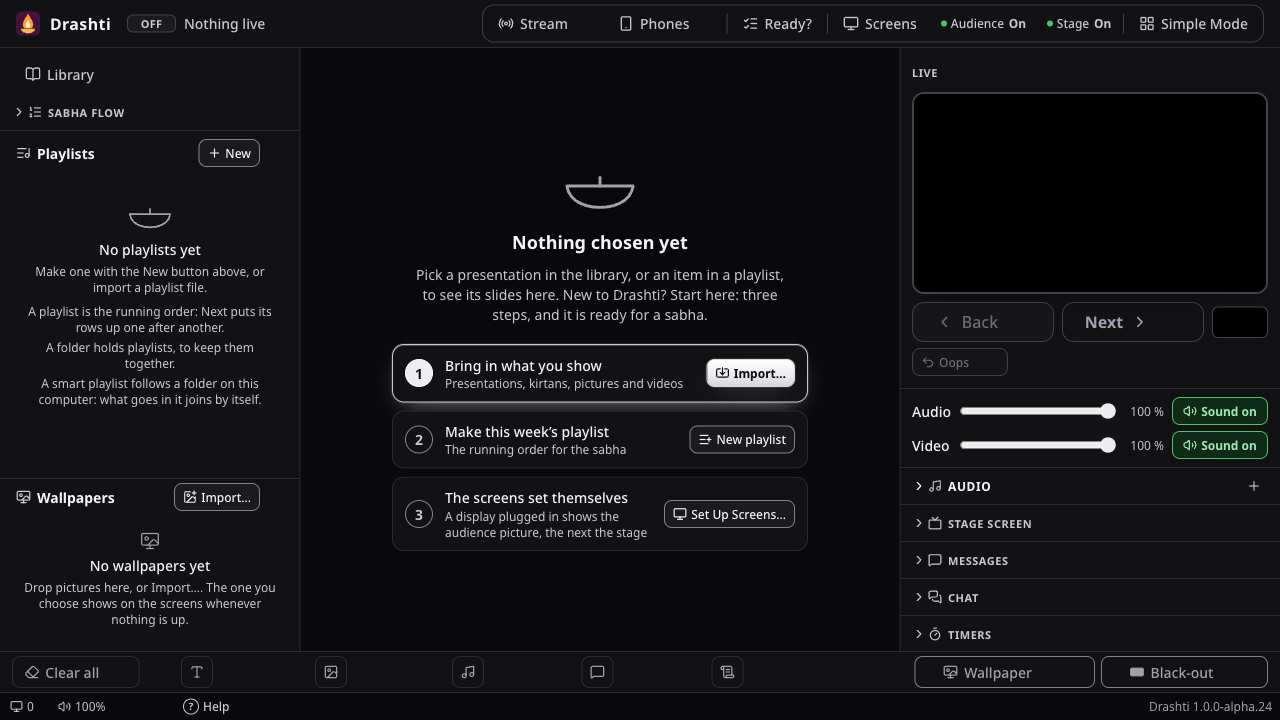 Drashti
OFF
Nothing live
Stream
Phones
Ready?
Screens
Audience On
Stage On
Simple Mode
Library
SABHA FLOW
Playlists
New
No playlists yet
Make one with the New button above, or
import a playlist file.
A playlist is the running order: Next puts its
rows up one after another.
A folder holds playlists, to keep them
together.
A smart playlist follows a folder on this
computer: what goes in it joins by itself.
Wallpapers
Import...
No wallpapers yet
Drop pictures here, or Import.... The one you
choose shows on the screens whenever
nothing is up.
Nothing chosen yet
Pick a presentation in the library, or an item in a playlist,
to see its slides here. New to Drashti? Start here: three
steps, and it is ready for a sabha.
1
Bring in what you show
Presentations, kirtans, pictures and videos
Import...
2
Make this week’s playlist
The running order for the sabha
New playlist
3
The screens set themselves
A display plugged in shows the
audience picture, the next the stage
Set Up Screens...
LIVE
Back
Next
Oops
Audio
100 %
Sound on
Video
100 %
Sound on
AUDIO
STAGE SCREEN
MESSAGES
CHAT
TIMERS
Clear all
Wallpaper
Black-out
0
100%
? Help
Drashti 1.0.0-alpha.24